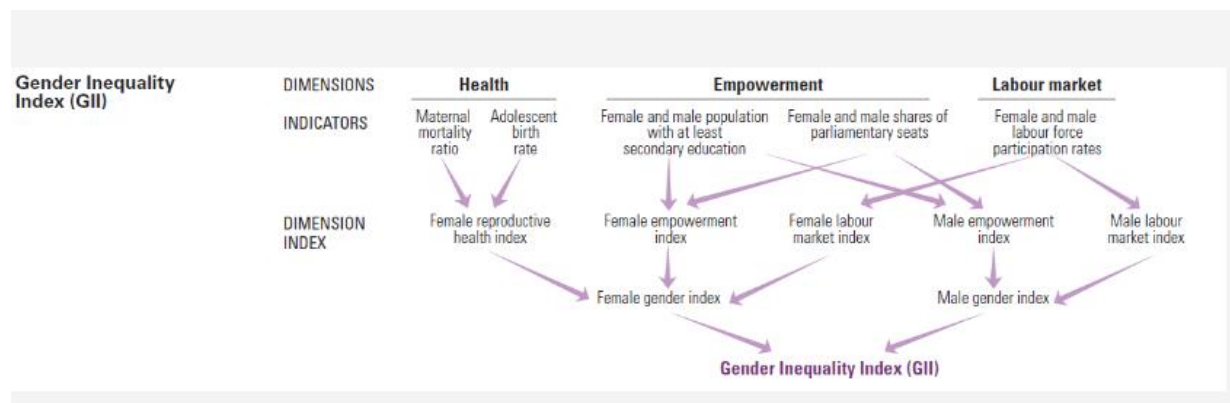 Gender Inequality
Index (GII)
DIMENSIONS
Health
Empowerment
Labour market
INDICATORS
Maternal
mortality
ratio
Adolescent
birth
rate
Female and male population
with at least
secondary education
Female and male shares of
parliamentary seats
Female and male
labour force
participation rates
DIMENSION
INDEX
Female reproductive
health index
Female empowerment
index
Female labour
market index
Male empowerment
index
Male labour
market index
Female gender index
Male gender index
Gender Inequality Index (GII)